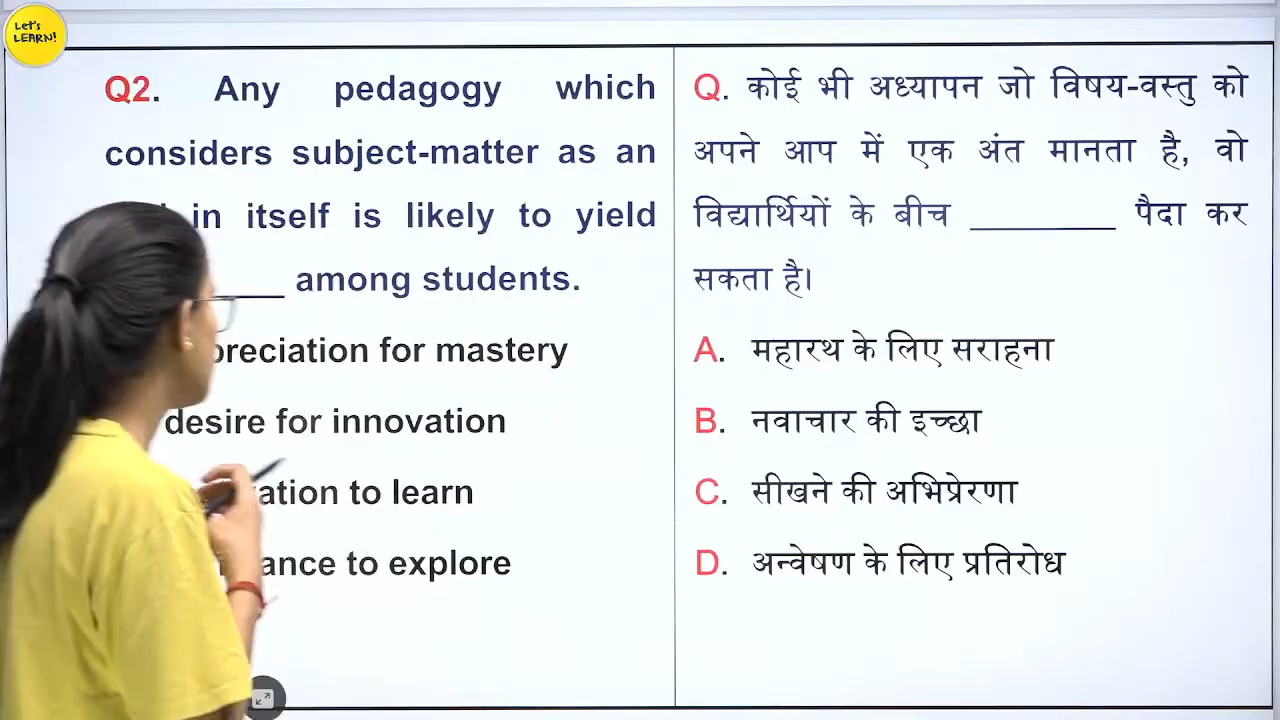 Let's
LEARN!
Q2. Any pedagogy which
considers subject-matter as an
in itself is likely to yield
____ among students.
preciation for mastery
desire for innovation
ation to learn
ance to explore
Q. कोई भी अध्यापन जो विषय-वस्तु को
अपने आप में एक अंत मानता है, वो
विद्यार्थियों के बीच ________ पैदा कर
सकता है।
A. महारथ के लिए सराहना
B. नवाचार की इच्छा
C. सीखने की अभिप्रेरणा
D. अन्वेषण के लिए प्रतिरोध